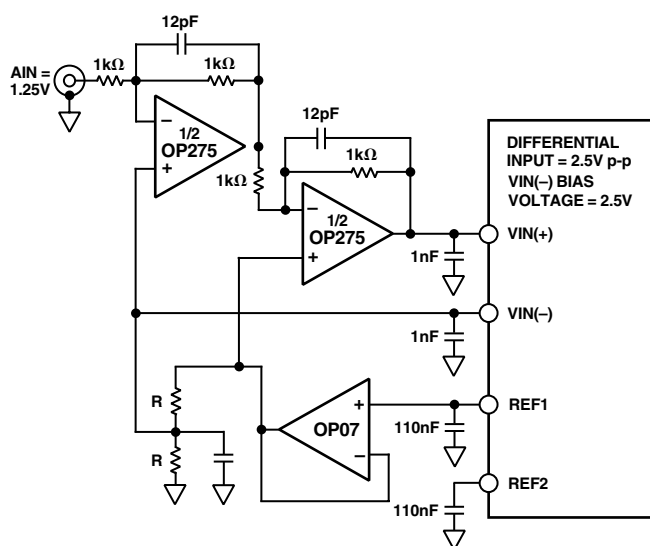 12pF
AIN =
1.25V
1kΩ
1kΩ
1/2
OP275
−
+
12pF
1kΩ
1kΩ
1/2
OP275
−
+
DIFFERENTIAL
INPUT = 2.5V p-p
VIN(–) BIAS
VOLTAGE = 2.5V
VIN(+)
1nF
VIN(–)
1nF
R
R
OP07
+
−
REF1
110nF
REF2
110nF